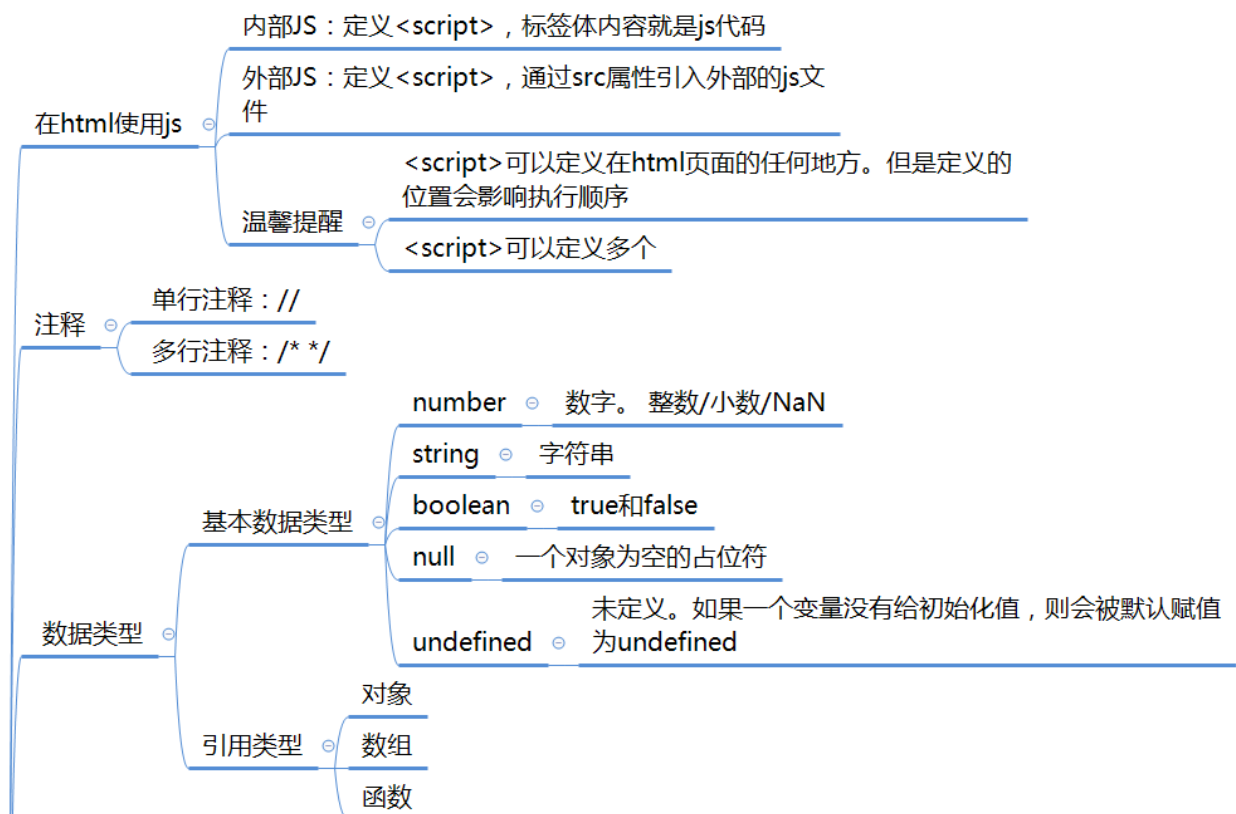 内部JS：定义<script>，标签体内容就是js代码
外部JS：定义<script>，通过src属性引入外部的js文
件
在html使用js
<script>可以定义在html页面的任何地方。但是定义的
位置会影响执行顺序
温馨提醒
<script>可以定义多个
单行注释：//
注释
多行注释：/* */
number 数字。 整数/小数/NaN
string 字符串
boolean true和false
基本数据类型
null 一个对象为空的占位符
未定义。如果一个变量没有给初始化值，则会被默认赋值
为undefined
undefined
数据类型
对象
引用类型
数组
函数